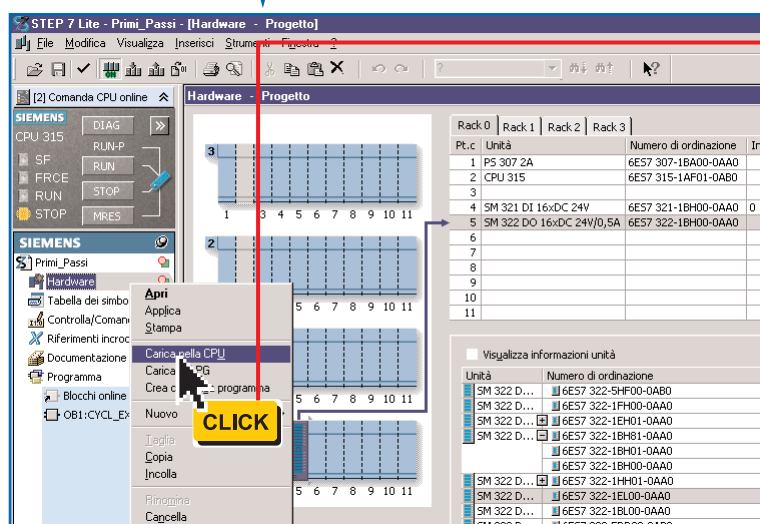 STEP 7 Lite - Primi_Passi - [Hardware - Progetto]
File Modifica Visualizza Inserisci Strumenti Finestra ?
?
[2] Comanda CPU online
Hardware - Progetto
SIEMENS
CPU 315
DIAG
RUN-P
SF
RUN
FRCE
RUN
STOP
STOP
MRES
SIEMENS
Primi_Passi
Hardware
Tabella dei simbo
Controlla/Coman
Riferimenti incroc
Documentazione
Programma
Blocchi online
OB1:CYCL_EX
Apri
Applica
Stampa
Carica nella CPU
Carica PG
Crea programma
Nuovo
Taglia
Copia
Incolla
Rinomina
Cancella
CLICK
3
1 3 4 5 6 7 8 9 10 11
2
5 6 7 8 9 10 11
5 6 7 8 9 10 11
5 6 7 8 9 10 11
Rack 0 Rack 1 Rack 2 Rack 3
Pt.c Unità Numero di ordinazione In
1 PS 307 2A 6ES7 307-1BA00-0AA0
2 CPU 315 6ES7 315-1AF01-0AB0
3
4 SM 321 DI 16xDC 24V 6ES7 321-1BH00-0AA0 0
5 SM 322 DO 16xDC 24V/0,5A 6ES7 322-1BH00-0AA0
6
7
8
9
10
11
Visualizza informazioni unità
Unità Numero di ordinazione
SM 322 D... 6ES7 322-5HF00-0AB0
SM 322 D... 6ES7 322-1FH00-0AA0
SM 322 D... 6ES7 322-1EH01-0AA0
SM 322 D... 6ES7 322-1BH81-0AA0
6ES7 322-1BH01-0AA0
6ES7 322-1BH00-0AA0
SM 322 D... 6ES7 322-1HH01-0AA0
SM 322 D... 6ES7 322-1EL00-0AA0
SM 322 D... 6ES7 322-1BL00-0AA0